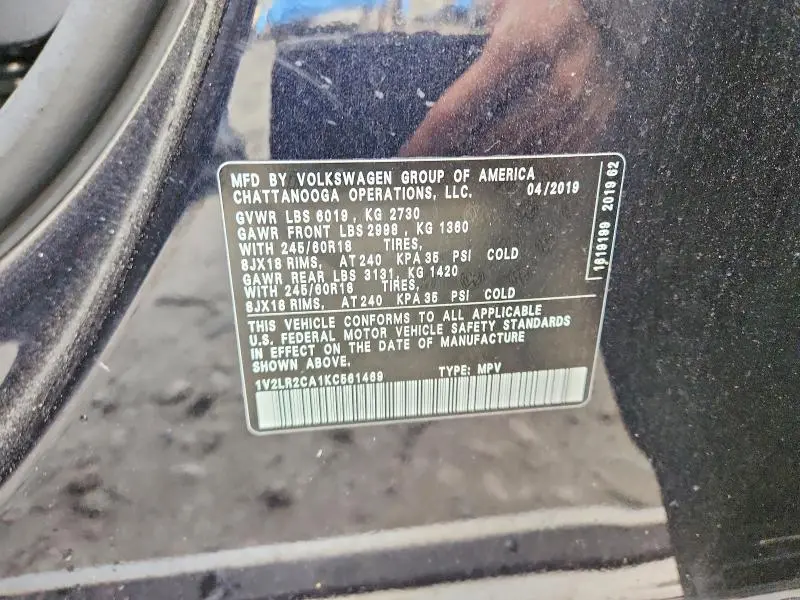 MFD BY VOLKSWAGEN GROUP OF AMERICA
CHATTANOOGA OPERATIONS, LLC. 04/2019
GVWR LBS 6019, KG 2730
GAWR FRONT LBS 2998, KG 1360
WITH 245/60R18 TIRES,
8JX18 RIMS, AT 240 KPA 35 PSI COLD
GAWR REAR LBS 3131, KG 1420
WITH 245/60R18 TIRES,
8JX18 RIMS, AT 240 KPA 35 PSI COLD
THIS VEHICLE CONFORMS TO ALL APPLICABLE
U.S. FEDERAL MOTOR VEHICLE SAFETY STANDARDS
IN EFFECT ON THE DATE OF MANUFACTURE
SHOWN ABOVE.
1V2LR2CA1KC561469 TYPE: MPV
1619199 2019 62